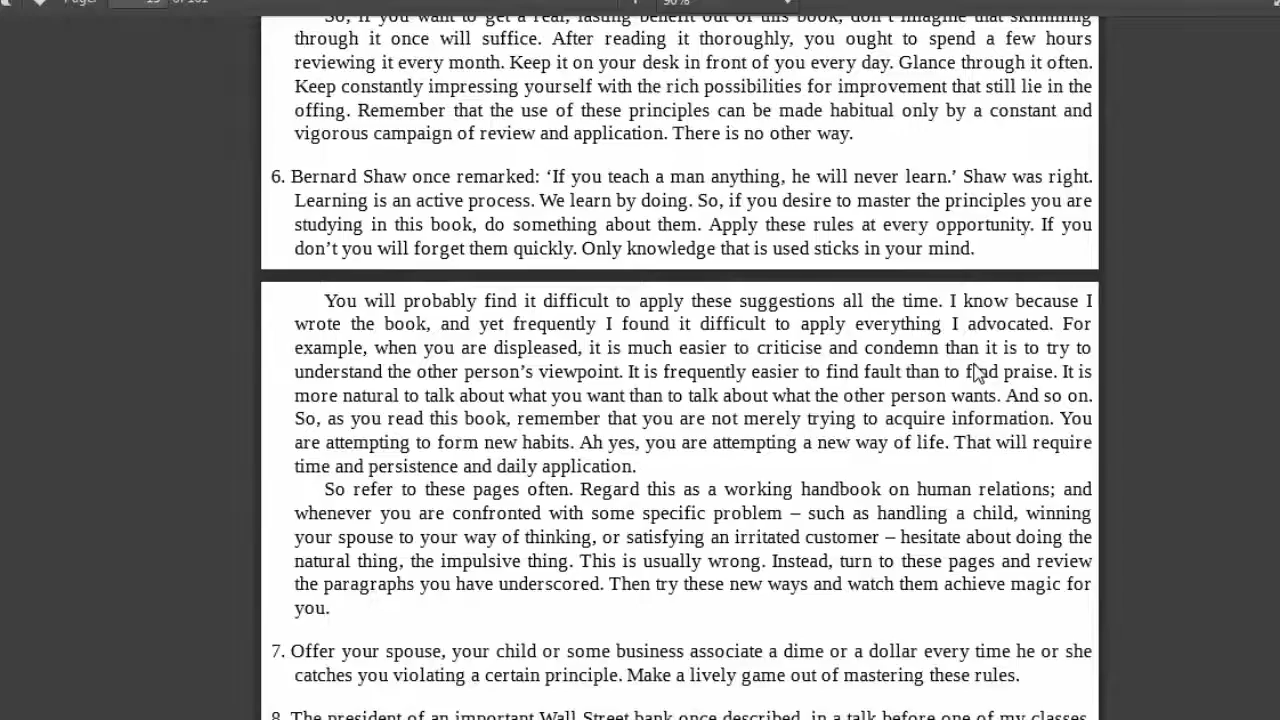 So, if you want to get a real, lasting benefit out of this book, don't imagine that skimming
through it once will suffice. After reading it thoroughly, you ought to spend a few hours
reviewing it every month. Keep it on your desk in front of you every day. Glance through it often.
Keep constantly impressing yourself with the rich possibilities for improvement that still lie in the
offing. Remember that the use of these principles can be made habitual only by a constant and
vigorous campaign of review and application. There is no other way.
6. Bernard Shaw once remarked: ‘If you teach a man anything, he will never learn.’ Shaw was right.
Learning is an active process. We learn by doing. So, if you desire to master the principles you are
studying in this book, do something about them. Apply these rules at every opportunity. If you
don’t you will forget them quickly. Only knowledge that is used sticks in your mind.
You will probably find it difficult to apply these suggestions all the time. I know because I
wrote the book, and yet frequently I found it difficult to apply everything I advocated. For
example, when you are displeased, it is much easier to criticise and condemn than it is to try to
understand the other person’s viewpoint. It is frequently easier to find fault than to find praise. It is
more natural to talk about what you want than to talk about what the other person wants. And so on.
So, as you read this book, remember that you are not merely trying to acquire information. You
are attempting to form new habits. Ah yes, you are attempting a new way of life. That will require
time and persistence and daily application.
So refer to these pages often. Regard this as a working handbook on human relations; and
whenever you are confronted with some specific problem – such as handling a child, winning
your spouse to your way of thinking, or satisfying an irritated customer – hesitate about doing the
natural thing, the impulsive thing. This is usually wrong. Instead, turn to these pages and review
the paragraphs you have underscored. Then try these new ways and watch them achieve magic for
you.
7. Offer your spouse, your child or some business associate a dime or a dollar every time he or she
catches you violating a certain principle. Make a lively game out of mastering these rules.
8. The president of an important Wall Street bank once described, in a talk before one of my classes,